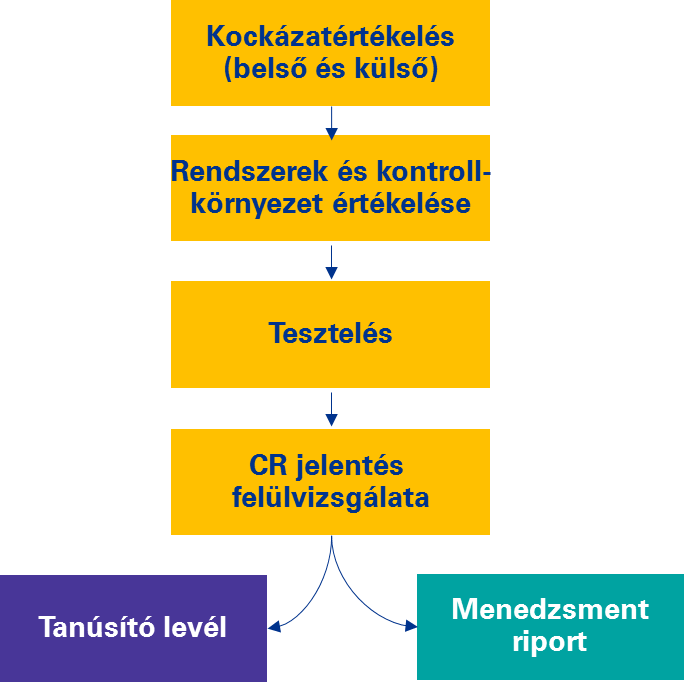 Kockázatértékelés
(belső és külső)
Rendszerek és kontroll-
környezet értékelése
Tesztelés
CR jelentés
felülvizsgálata
Tanúsító levél
Menedzsment
riport